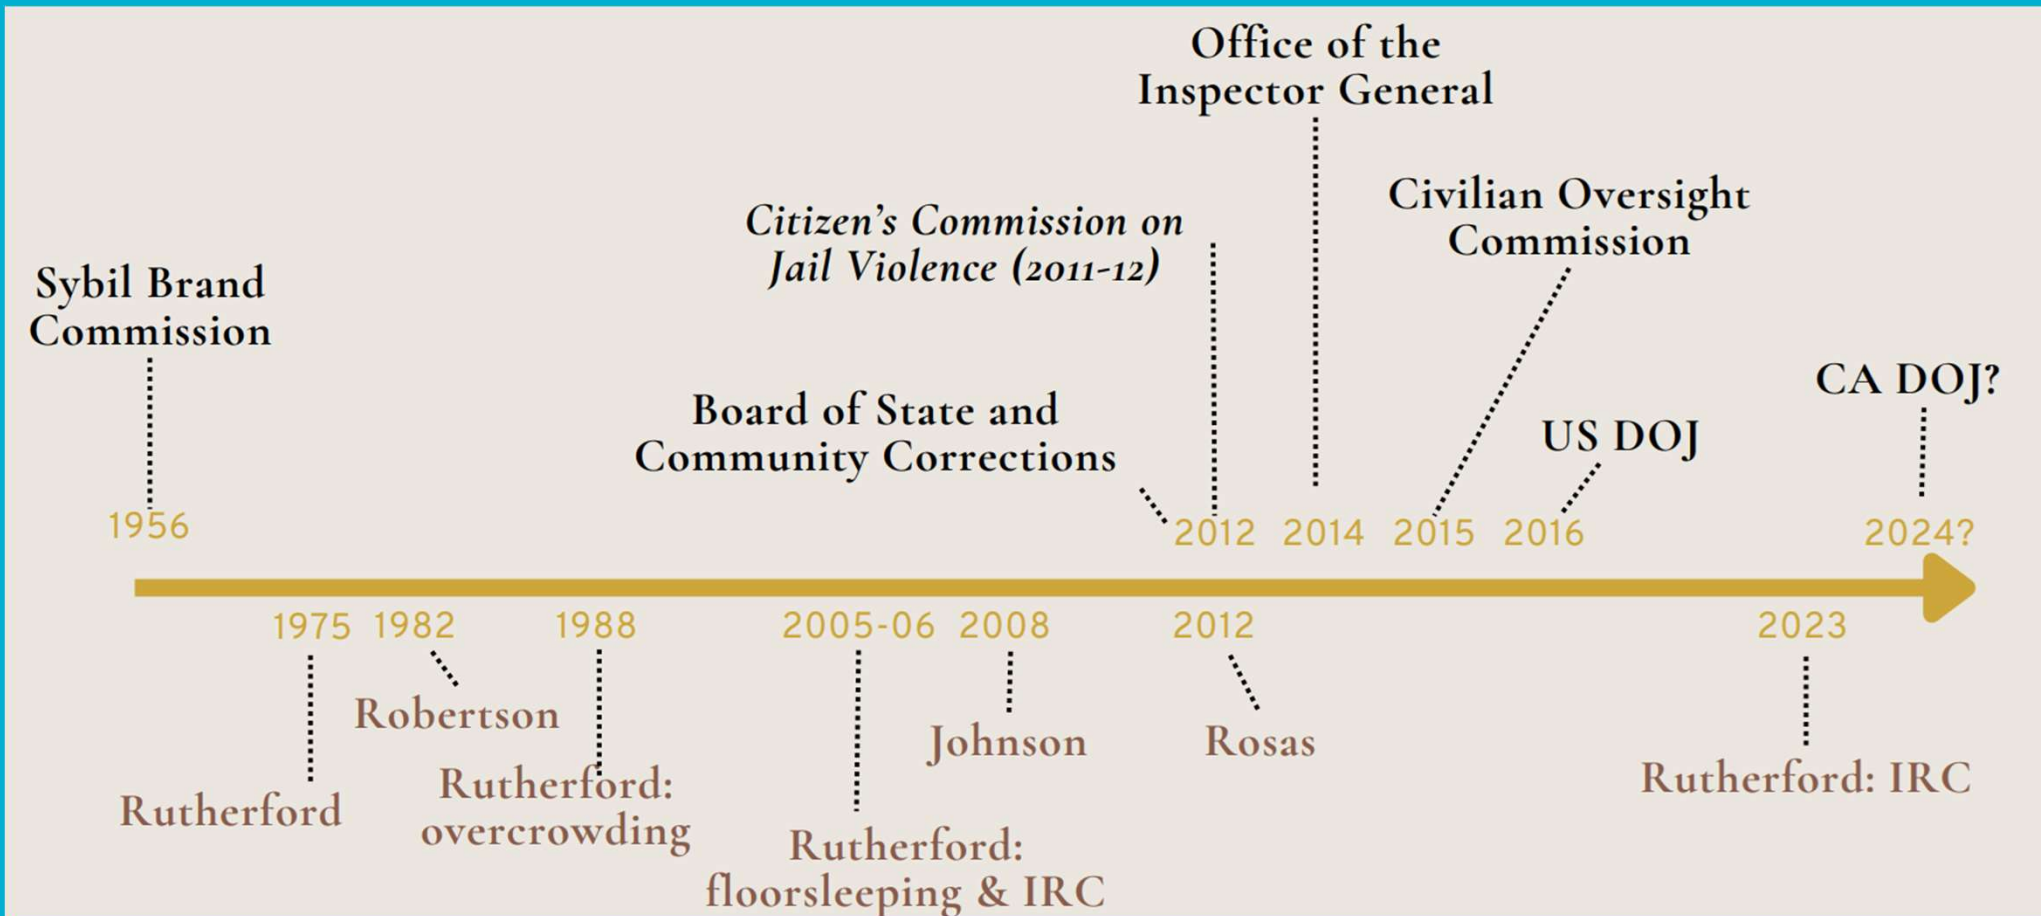 Office of the
Inspector General
Civilian Oversight
Commission
Citizen’s Commission on
Jail Violence (2011-12)
Sybil Brand
Commission
CA DOJ?
Board of State and
Community Corrections
US DOJ
1956 2012 2014 2015 2016 2024?
1975 1982 1988 2005-06 2008 2012 2023
Robertson
Johnson
Rosas
Rutherford: IRC
Rutherford
Rutherford:
overcrowding
Rutherford:
floorsleeping & IRC